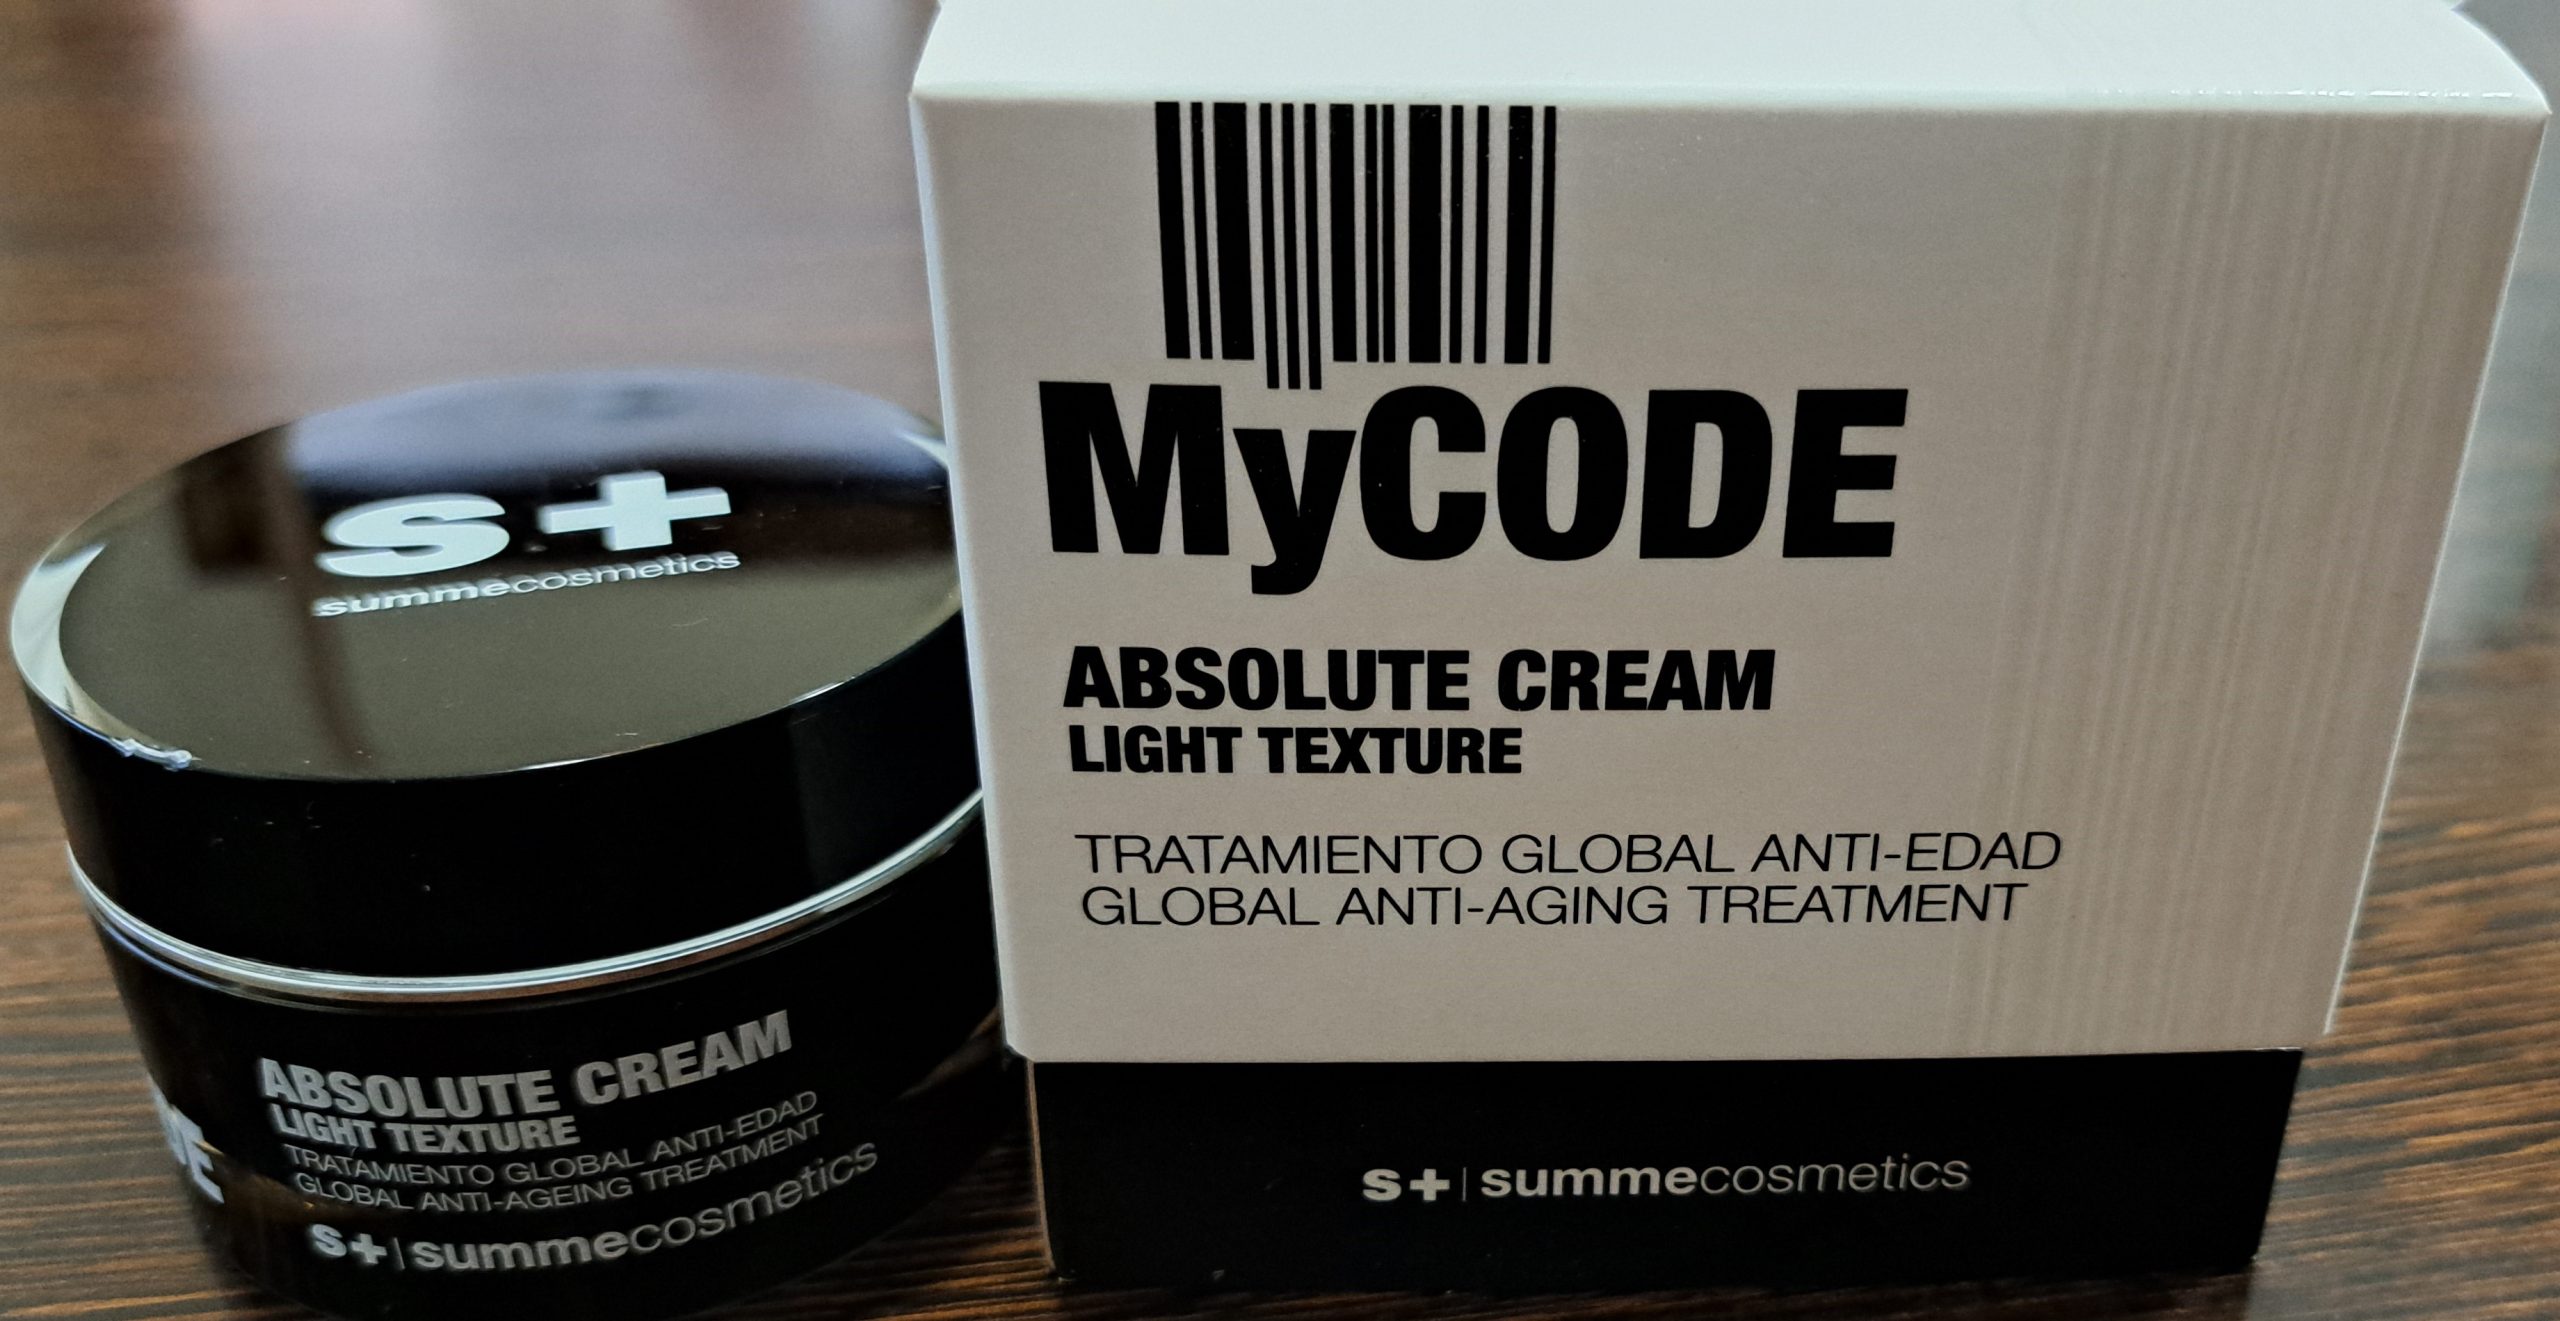 s+
summecosmetics
ABSOLUTE CREAM
LIGHT TEXTURE
TRATAMIENTO GLOBAL ANTI-EDAD
GLOBAL ANTI-AGEING TREATMENT
s+|summecosmetics
MyCODE
ABSOLUTE CREAM
LIGHT TEXTURE
TRATAMIENTO GLOBAL ANTI-EDAD
GLOBAL ANTI-AGING TREATMENT
s+|summecosmetics